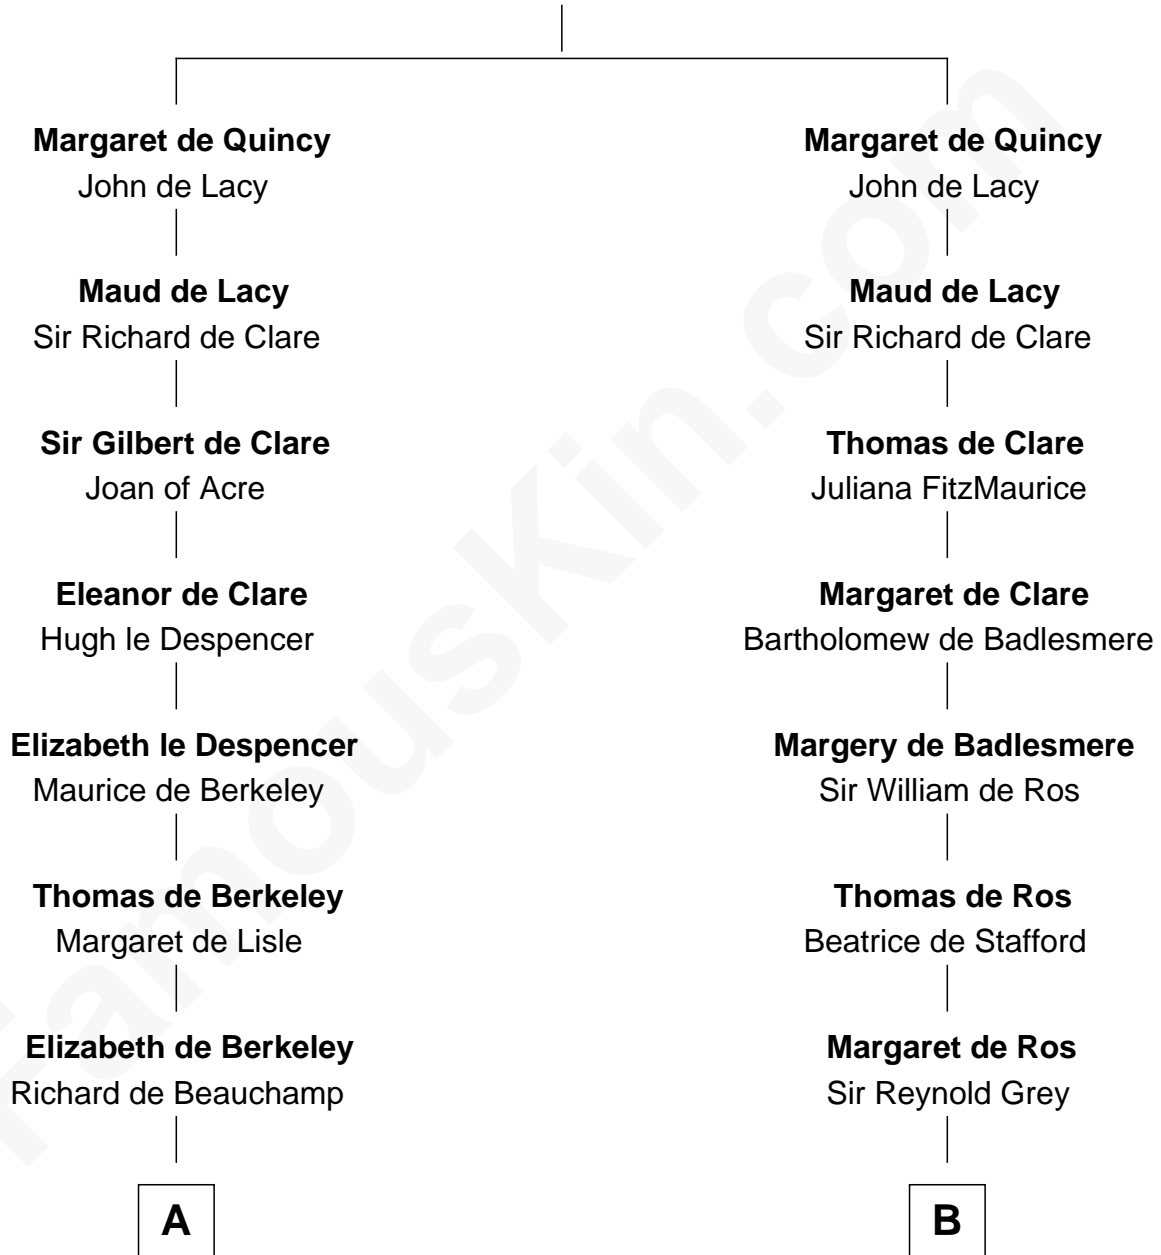 Margaret de Quincy
John de Lacy
Maud de Lacy
Sir Richard de Clare
Sir Gilbert de Clare
Joan of Acre
Eleanor de Clare
Hugh le Despencer
Elizabeth le Despencer
Maurice de Berkeley
Thomas de Berkeley
Margaret de Lisle
Elizabeth de Berkeley
Richard de Beauchamp
A
Margaret de Quincy
John de Lacy
Maud de Lacy
Sir Richard de Clare
Thomas de Clare
Juliana FitzMaurice
Margaret de Clare
Bartholomew de Badlesmere
Margery de Badlesmere
Sir William de Ros
Thomas de Ros
Beatrice de Stafford
Margaret de Ros
Sir Reynold Grey
B
FamousKin.com